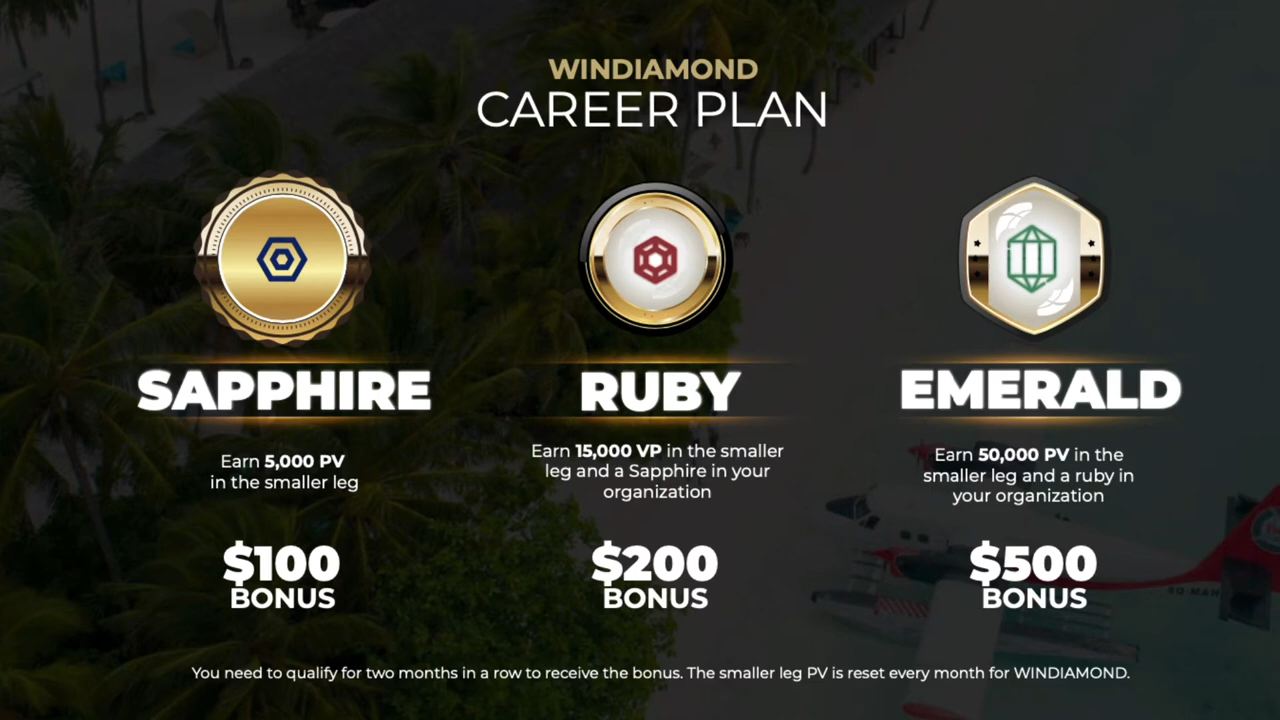 WINDIAMOND
CAREER PLAN
SAPPHIRE
Earn 5,000 PV
in the smaller leg
$100
BONUS
RUBY
Earn 15,000 VP in the smaller
leg and a Sapphire in your
organization
$200
BONUS
EMERALD
Earn 50,000 PV in the
smaller leg and a ruby in
your organization
$500
BONUS
You need to qualify for two months in a row to receive the bonus. The smaller leg PV is reset every month for WINDIAMOND.